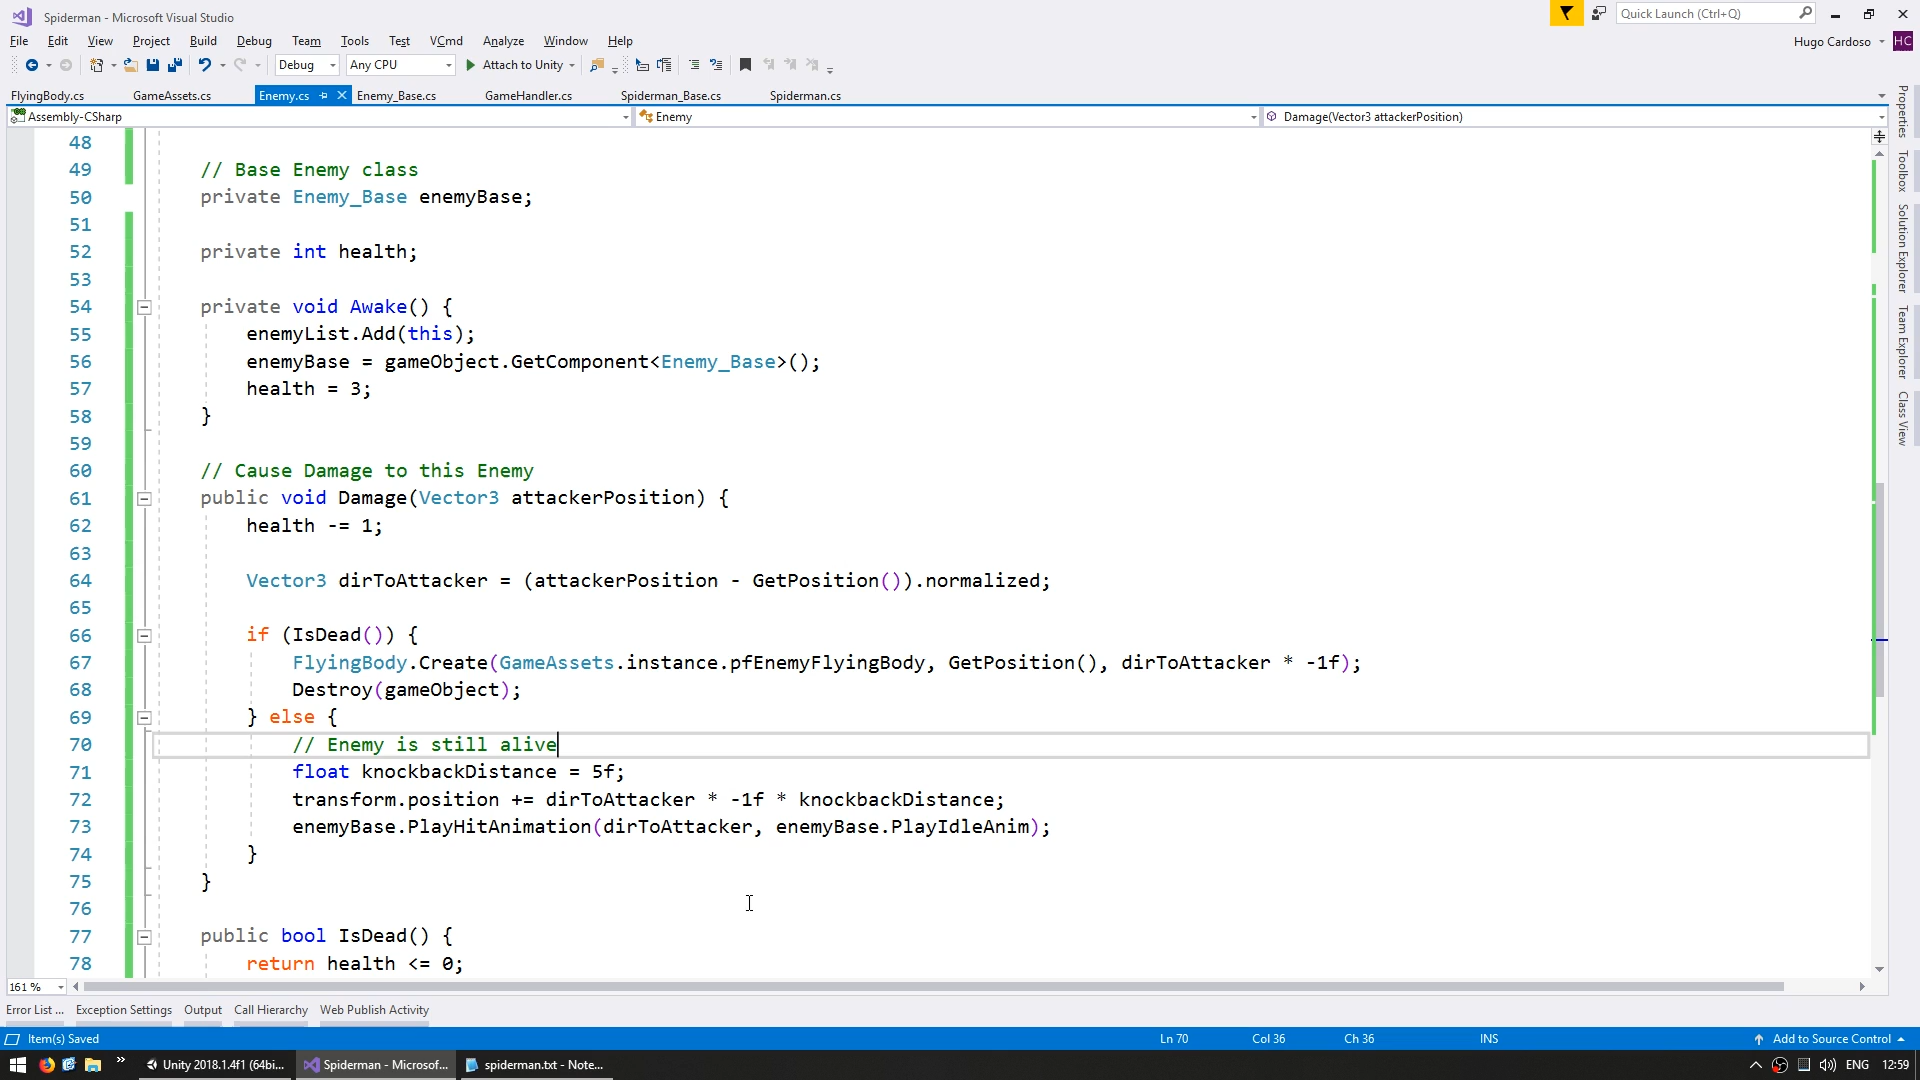 Spiderman - Microsoft Visual Studio
Quick Launch (Ctrl+Q)
File Edit View Project Build Debug Team Tools Test VCmd Analyze Window Help
Hugo Cardoso HC
Debug Any CPU Attach to Unity
FlyingBody.cs GameAssets.cs Enemy.cs Enemy_Base.cs GameHandler.cs Spiderman_Base.cs Spiderman.cs
Assembly-CSharp Enemy Damage(Vector3 attackerPosition)
48
49 // Base Enemy class
50 private Enemy_Base enemyBase;
51
52 private int health;
53
54 private void Awake() {
55 enemyList.Add(this);
56 enemyBase = gameObject.GetComponent<Enemy_Base>();
57 health = 3;
58 }
59
60 // Cause Damage to this Enemy
61 public void Damage(Vector3 attackerPosition) {
62 health -= 1;
63
64 Vector3 dirToAttacker = (attackerPosition - GetPosition()).normalized;
65
66 if (IsDead()) {
67 FlyingBody.Create(GameAssets.instance.pfEnemyFlyingBody, GetPosition(), dirToAttacker * -1f);
68 Destroy(gameObject);
69 } else {
70 // Enemy is still alive
71 float knockbackDistance = 5f;
72 transform.position += dirToAttacker * -1f * knockbackDistance;
73 enemyBase.PlayHitAnimation(dirToAttacker, enemyBase.PlayIdleAnim);
74 }
75 }
76
77 public bool IsDead() {
78 return health <= 0;
Properties
Toolbox
Solution Explorer
Team Explorer
Class View
161 %
Error List ... Exception Settings Output Call Hierarchy Web Publish Activity
Item(s) Saved Ln 70 Col 36 Ch 36 INS Add to Source Control
» Unity 2018.1.4f1 (64bi... Spiderman - Microsof... spiderman.txt - Note... ENG 12:59